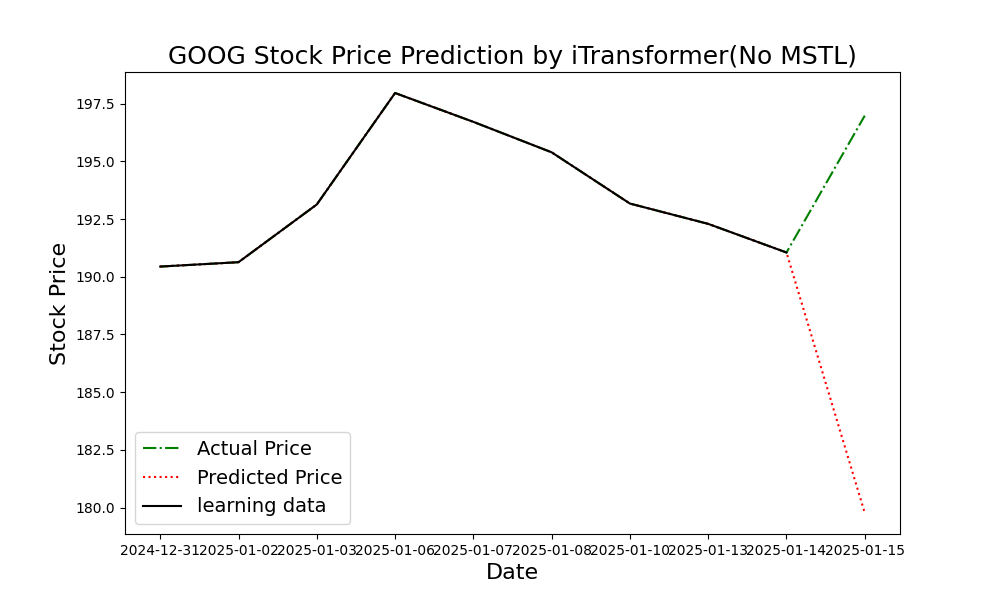 GOOG Stock Price Prediction by iTransformer(No MSTL)
Stock Price
197.5
195.0
192.5
190.0
187.5
185.0
182.5
180.0
Actual Price
Predicted Price
learning data
2024-12-31 2025-01-02 2025-01-03 2025-01-06 2025-01-07 2025-01-08 2025-01-10 2025-01-13 2025-01-14 2025-01-15
Date